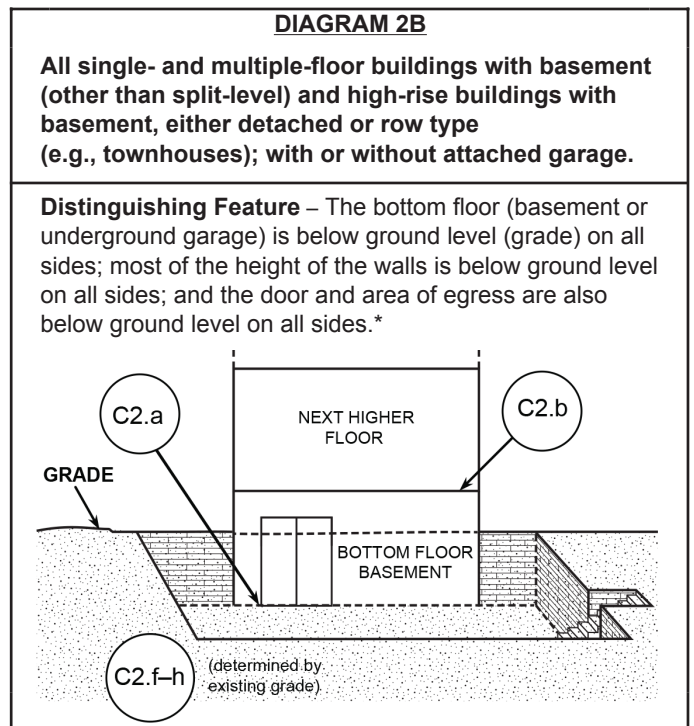 DIAGRAM 2B
All single- and multiple-floor buildings with basement
(other than split-level) and high-rise buildings with
basement, either detached or row type
(e.g., townhouses); with or without attached garage.
Distinguishing Feature – The bottom floor (basement or
underground garage) is below ground level (grade) on all
sides; most of the height of the walls is below ground level
on all sides; and the door and area of egress are also
below ground level on all sides.*
C2.a
NEXT HIGHER
FLOOR
C2.b
GRADE
BOTTOM FLOOR
BASEMENT
C2.f–h
(determined by
existing grade)